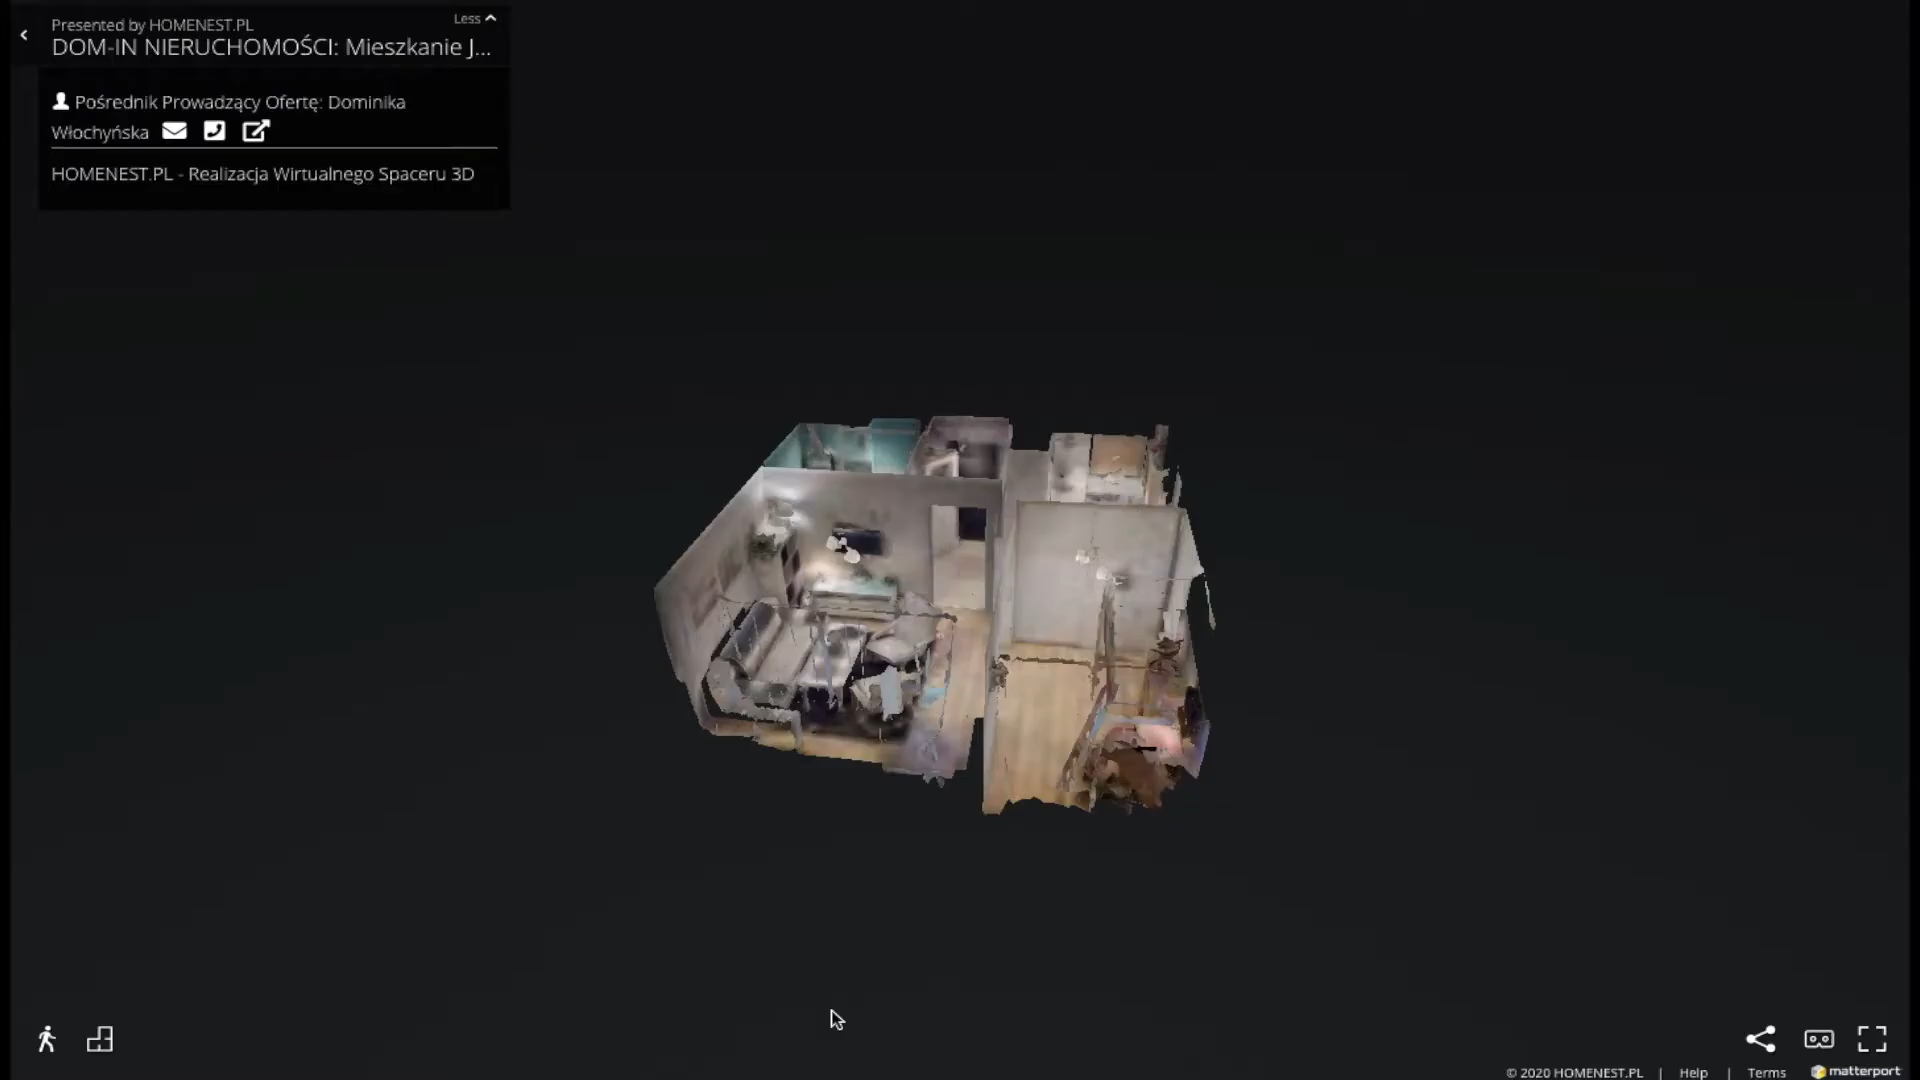 Presented by HOMENEST.PL
Less
DOM-IN NIERUCHOMOŚCI: Mieszkanie J...
Pośrednik Prowadzący Ofertę: Dominika
Włochyńska
HOMENEST.PL - Realizacja Wirtualnego Spaceru 3D
© 2020 HOMENEST.PL | Help | Terms matterport